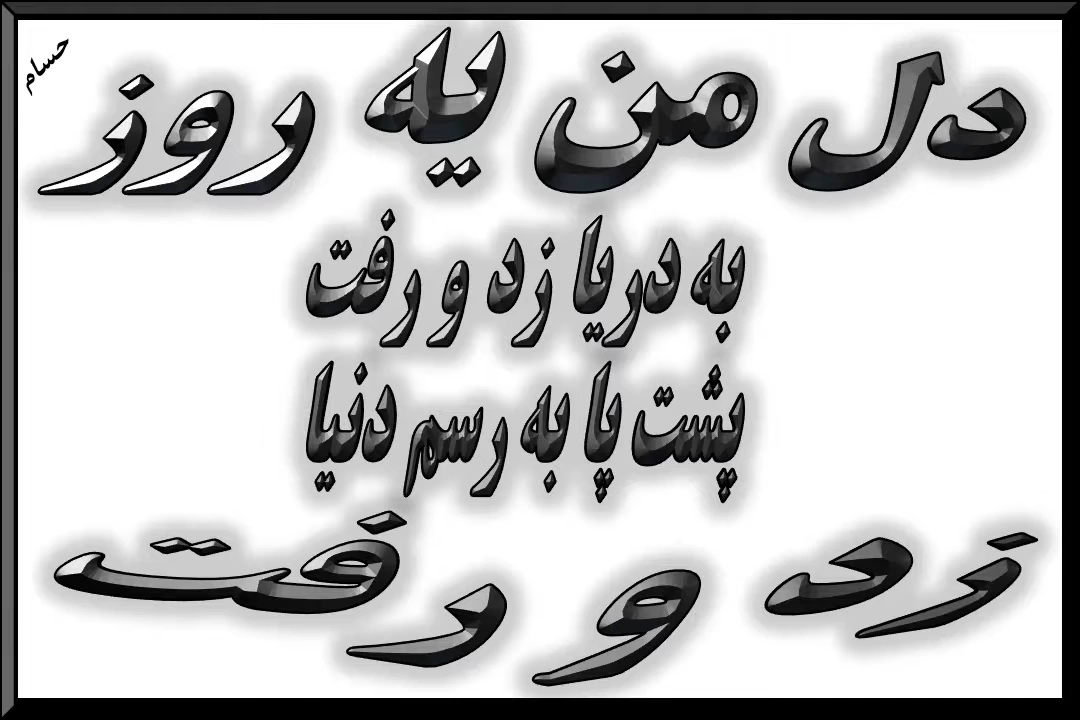 حسام
دل من یه روز
به دریا زد و رفت
پشت پا به رسم دنیا
زد و رفت